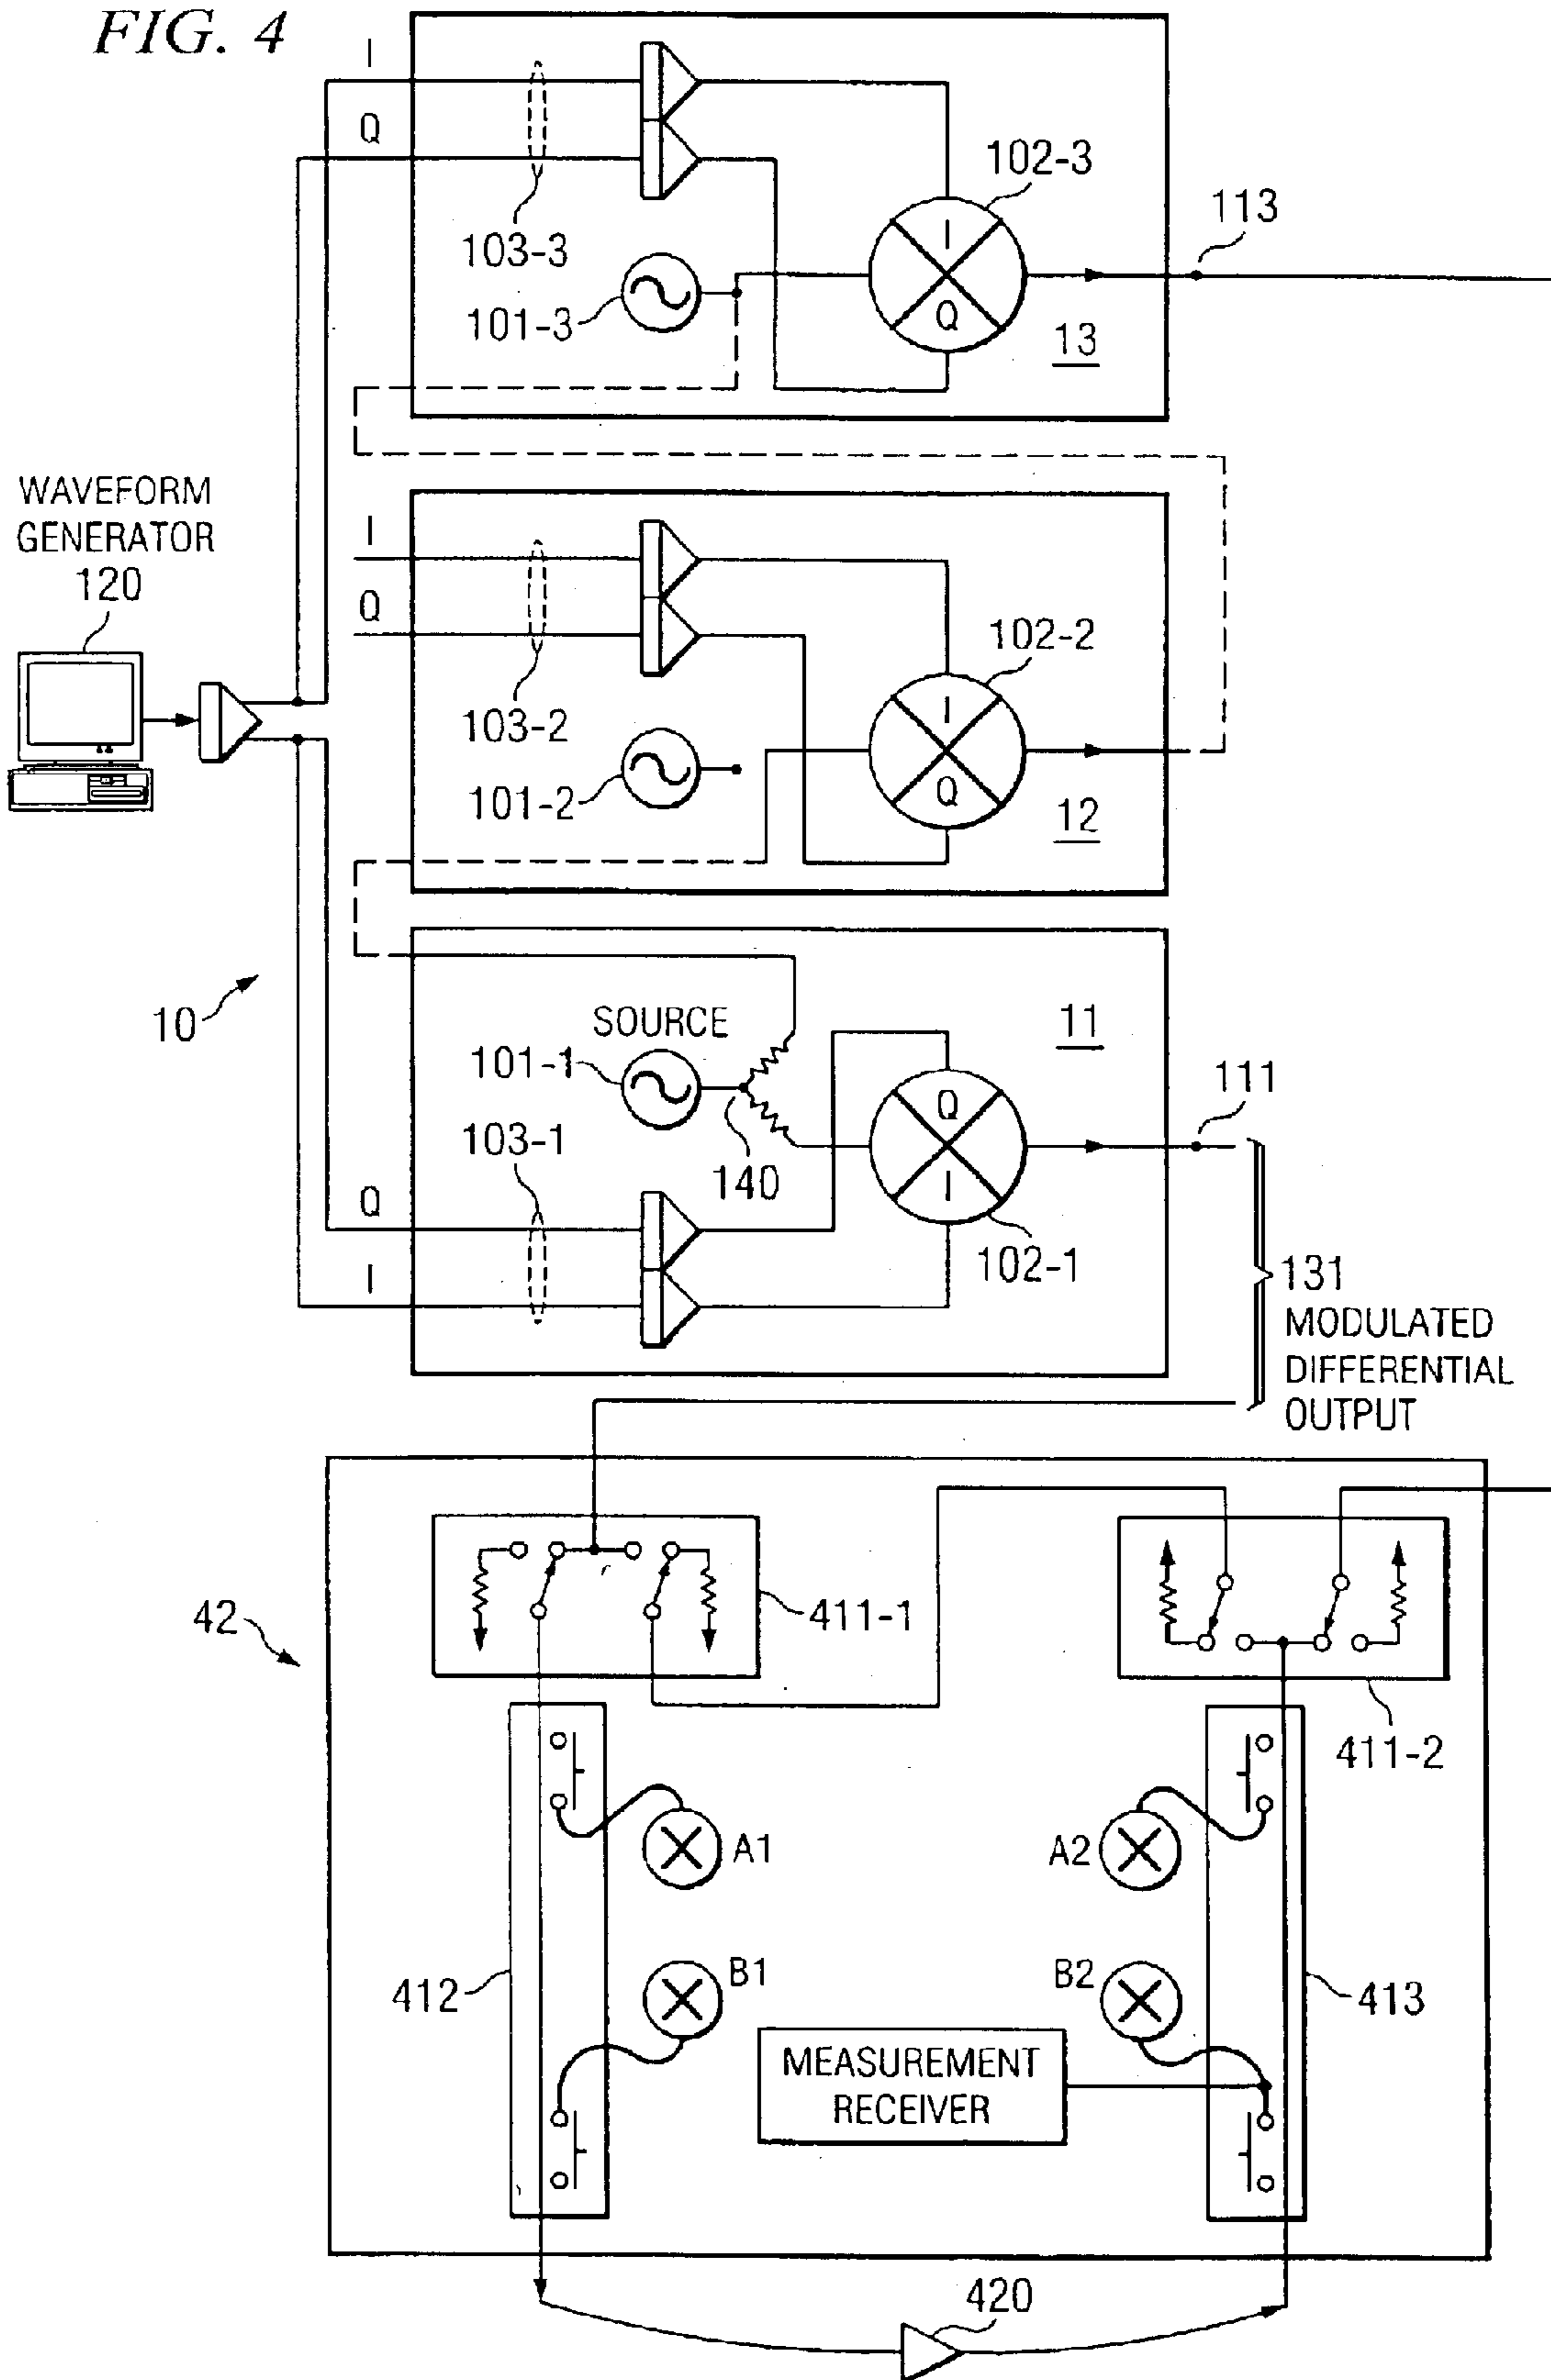 FIG. 4
I
Q
103-3
101-3
102-3
I
Q
13
113
WAVEFORM
GENERATOR
120
I
Q
103-2
101-2
102-2
I
Q
12
10
SOURCE
101-1
103-1
140
Q
I
11
Q
I
102-1
111
131
MODULATED
DIFFERENTIAL
OUTPUT
42
411-1
411-2
A1
A2
B1
B2
412
413
MEASUREMENT
RECEIVER
420